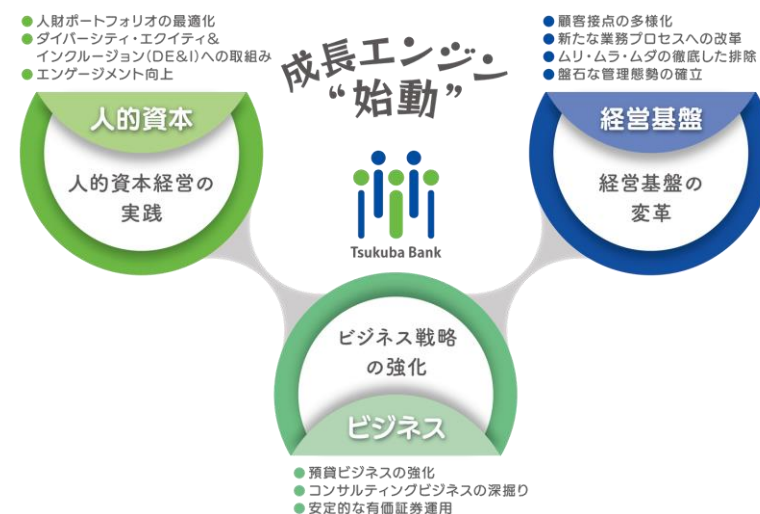 ●人財ポートフォリオの最適化
●ダイバーシティ・エクイティ&
インクルージョン(DE&I)への取組み
●エンゲージメント向上
人的資本
人的資本経営の
実践
成長エンジン
“始動”
Tsukuba Bank
●顧客接点の多様化
●新たな業務プロセスへの改革
●ムリ・ムラ・ムダの徹底した排除
●盤石な管理態勢の確立
経営基盤
経営基盤の
変革
ビジネス戦略
の強化
ビジネス
●預貸ビジネスの強化
●コンサルティングビジネスの深掘り
●安定的な有価証券運用